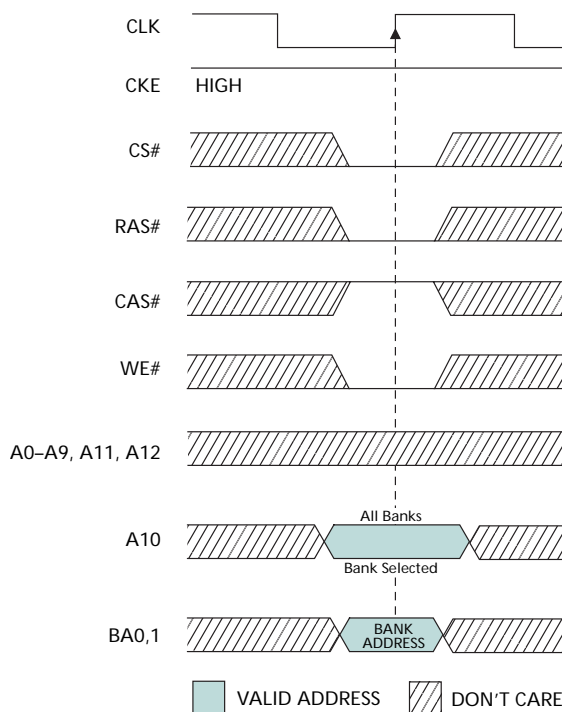 CLK
CKE HIGH
CS#
RAS#
CAS#
WE#
A0–A9, A11, A12
All Banks
A10
Bank Selected
BA0,1
BANK
ADDRESS
VALID ADDRESS
DON'T CARE